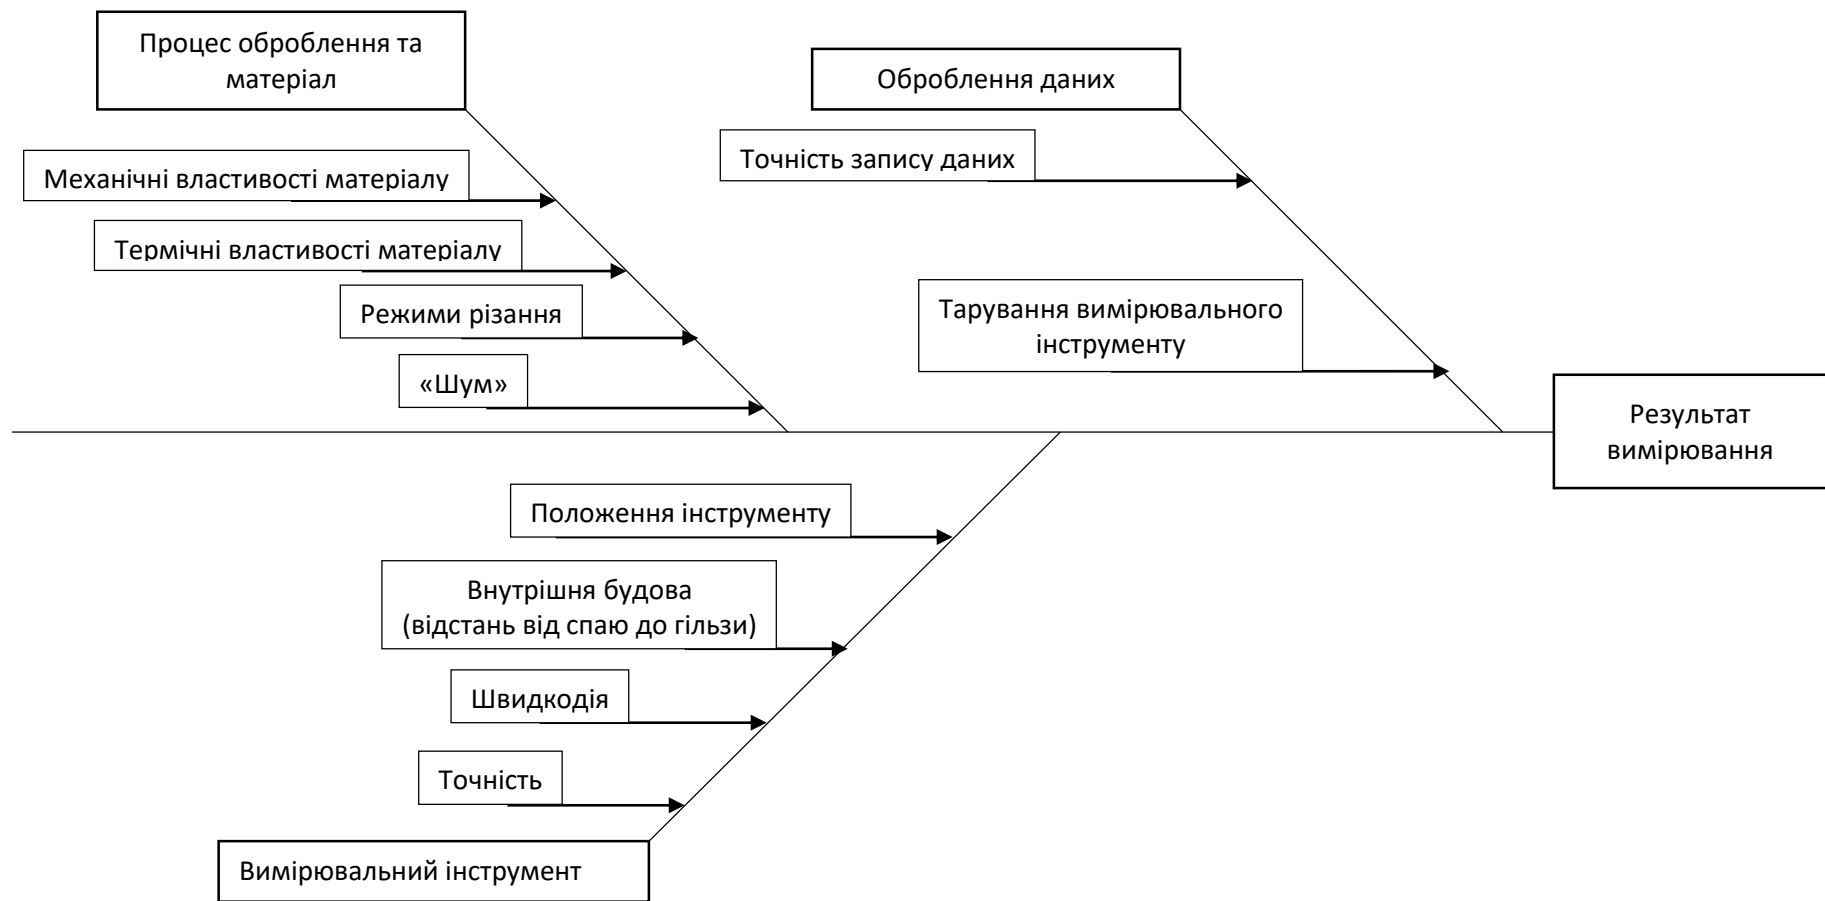 Процес оброблення та
матеріал
Оброблення даних
Точність запису даних
Механічні властивості матеріалу
Термічні властивості матеріалу
Режими різання
Тарування вимірювального
інструменту
«Шум»
Результат
вимірювання
Положення інструменту
Внутрішня будова
(відстань від спаю до гільзи)
Швидкодія
Точність
Вимірювальний інструмент